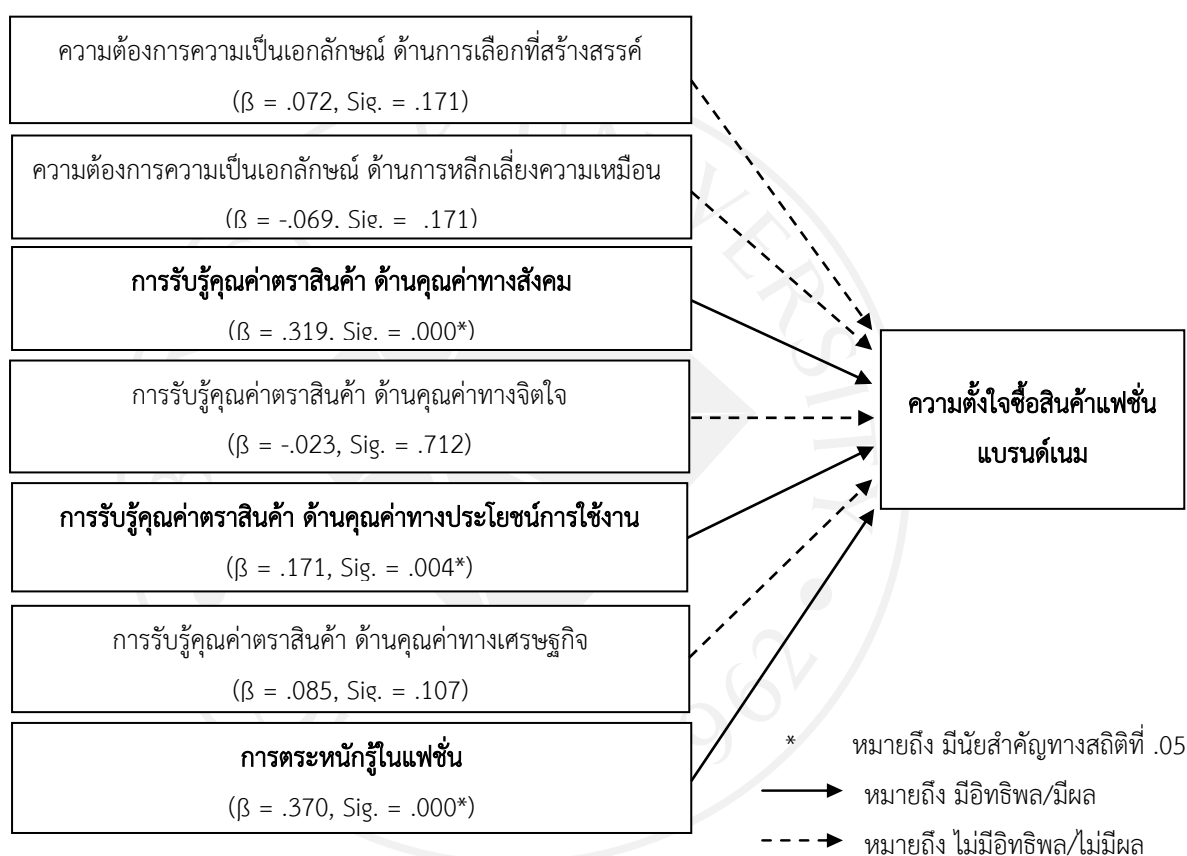 ความต้องการความเป็นเอกลักษณ์ ด้านการเลือกที่สร้างสรรค์
(β = .072, Sig. = .171)
ความต้องการความเป็นเอกลักษณ์ ด้านการหลีกเลี่ยงความเหมือน
(β = -.069, Sig. = .171)
การรับรู้คุณค่าตราสินค้า ด้านคุณค่าทางสังคม
(β = .319, Sig. = .000*)
การรับรู้คุณค่าตราสินค้า ด้านคุณค่าทางจิตใจ
(β = -.023, Sig. = .712)
การรับรู้คุณค่าตราสินค้า ด้านคุณค่าทางประโยชน์การใช้งาน
(β = .171, Sig. = .004*)
การรับรู้คุณค่าตราสินค้า ด้านคุณค่าทางเศรษฐกิจ
(β = .085, Sig. = .107)
การตระหนักรู้ในแฟชั่น
(β = .370, Sig. = .000*)
ความตั้งใจซื้อสินค้าแฟชั่น
แบรนด์เนม
* หมายถึง มีนัยสำคัญทางสถิติที่ .05
หมายถึง มีอิทธิพล/มีผล
หมายถึง ไม่มีอิทธิพล/ไม่มีผล